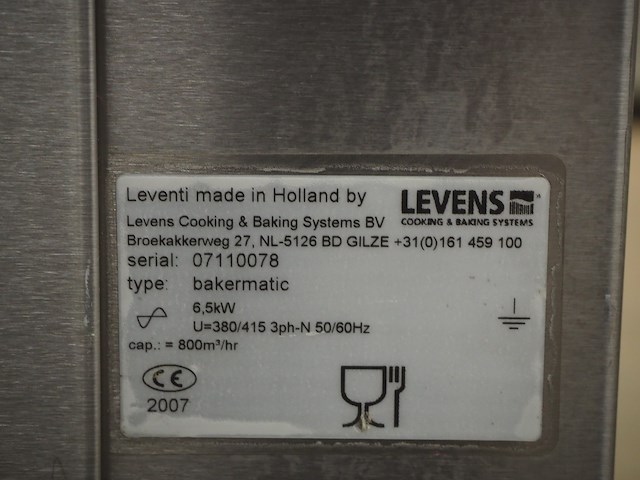 Leventi made in Holland by
LEVENS
COOKING & BAKING SYSTEMS
Levens Cooking & Baking Systems BV
Broekakkerweg 27, NL-5126 BD GILZE +31(0)161 459 100
serial: 07110078
type: bakermatic
6,5kW
U=380/415 3ph-N 50/60Hz
cap.: = 800m³/hr
CE
2007